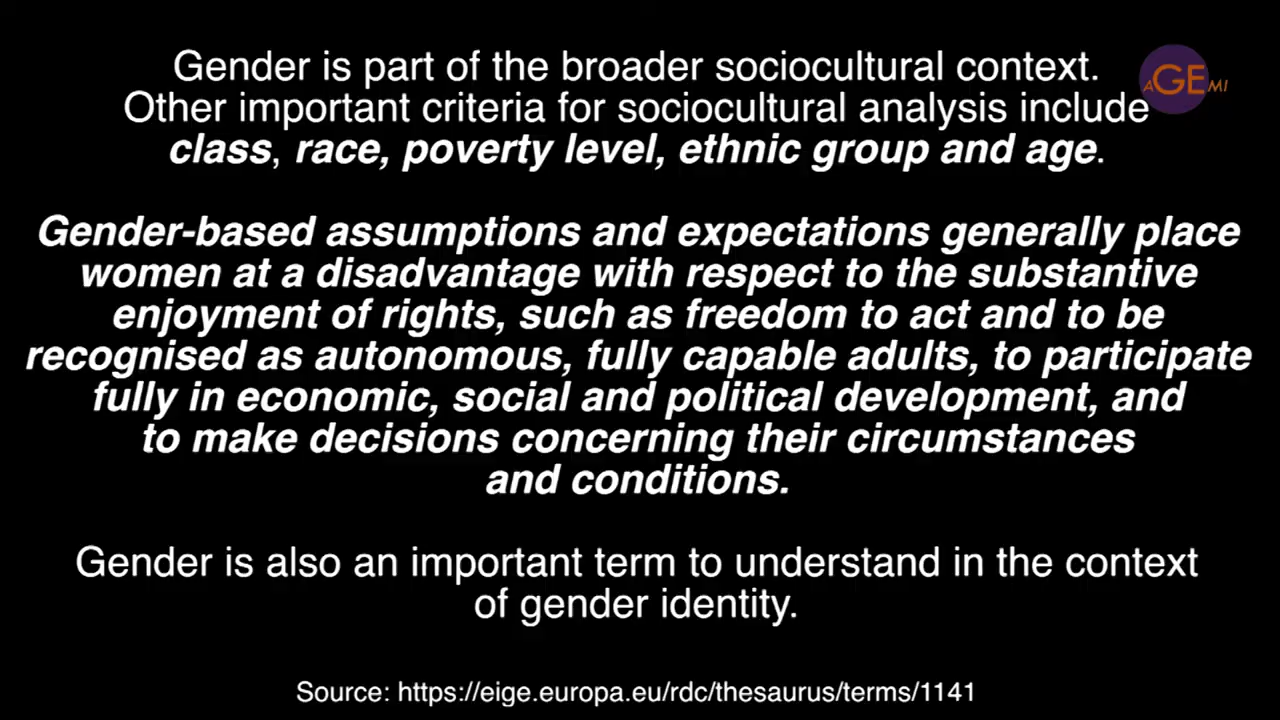 Gender is part of the broader sociocultural context.
Other important criteria for sociocultural analysis include
class, race, poverty level, ethnic group and age.
Gender-based assumptions and expectations generally place
women at a disadvantage with respect to the substantive
enjoyment of rights, such as freedom to act and to be
recognised as autonomous, fully capable adults, to participate
fully in economic, social and political development, and
to make decisions concerning their circumstances
and conditions.
Gender is also an important term to understand in the context
of gender identity.
Source: https://eige.europa.eu/rdc/thesaurus/terms/1141
AGEMI